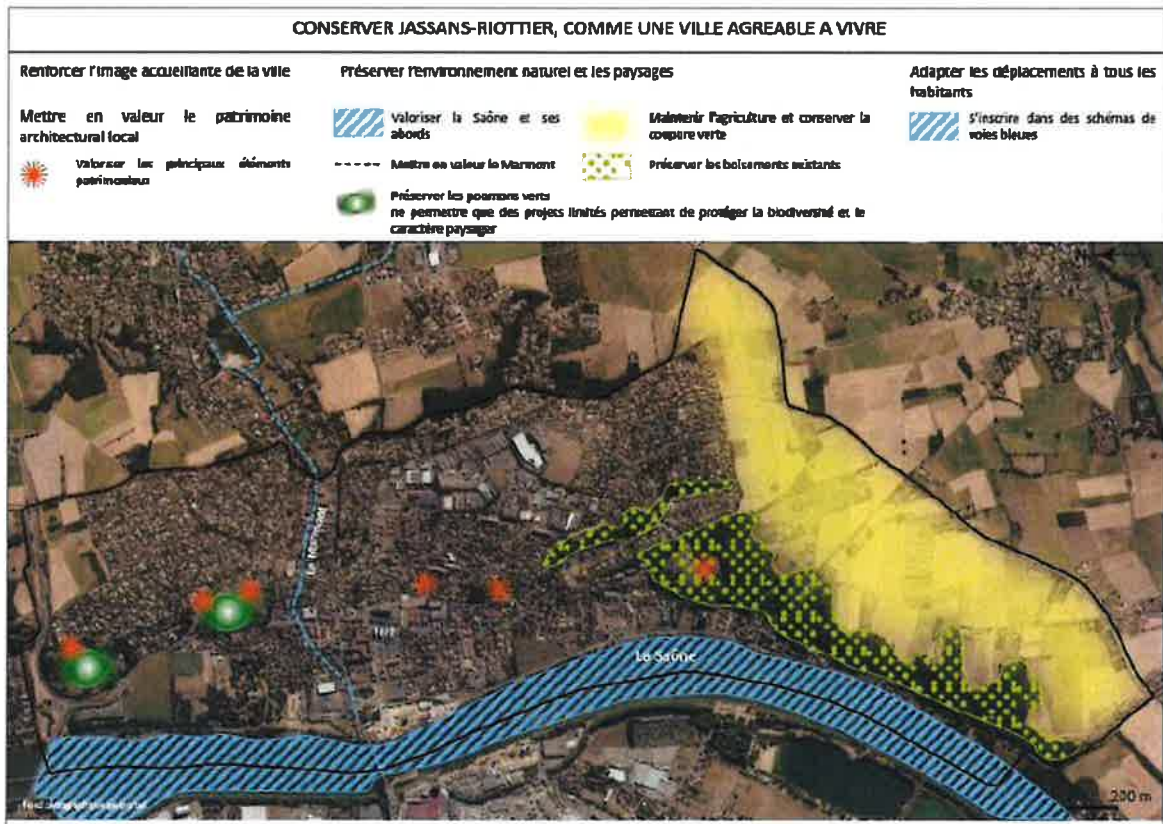 CONSERVER JASSANS-RIOTTIER, COMME UNE VILLE AGREABLE A VIVRE
Renforcer l'image accueillante de la ville
Mettre en valeur le patrimoine
architectural local
Valoriser les principaux éléments
patrimoniaux
Préserver l'environnement naturel et les paysages
Valoriser la Saône et ses
abords
Mettre en valeur le Marmont
Préserver les poumons verts
ne permettre que des projets limités permettant de protéger la biodiversité et le
caractère paysager
Maintenir l'agriculture et conserver la
coupure verte
Préserver les boisements existants
Adapter les déplacements à tous les
habitants
S'inscrire dans des schémas de
voies bleues
Le Marmont
La Saône
200 m